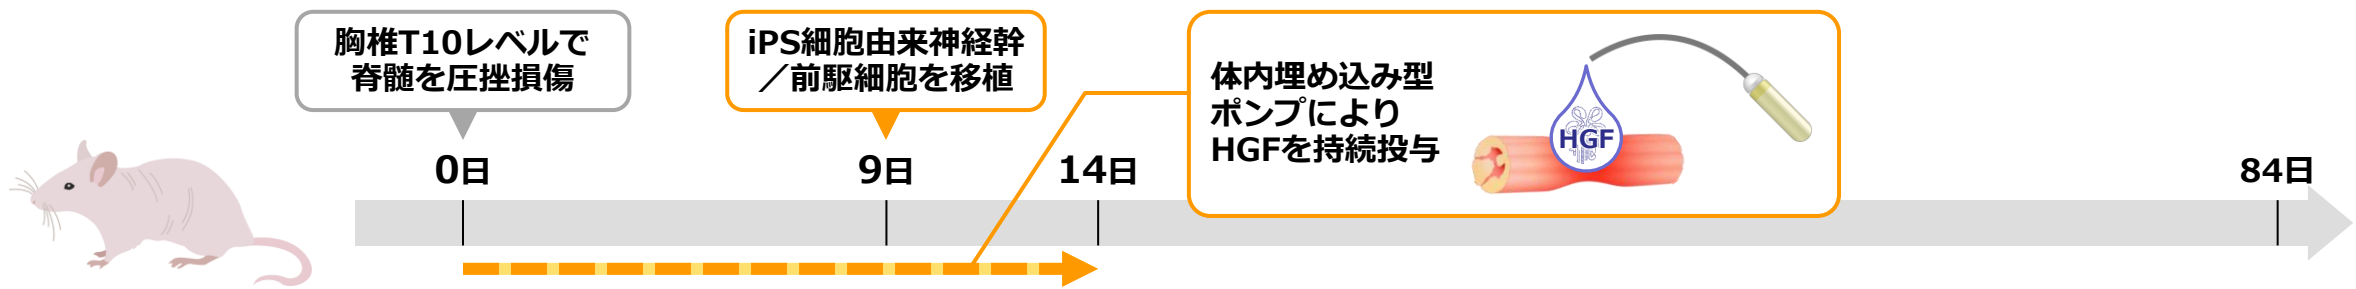 胸椎T10レベルで
脊髄を圧挫損傷
iPS細胞由来神経幹
／前駆細胞を移植
体内埋め込み型
ポンプにより
HGFを持続投与
HGF
0日
9日
14日
84日